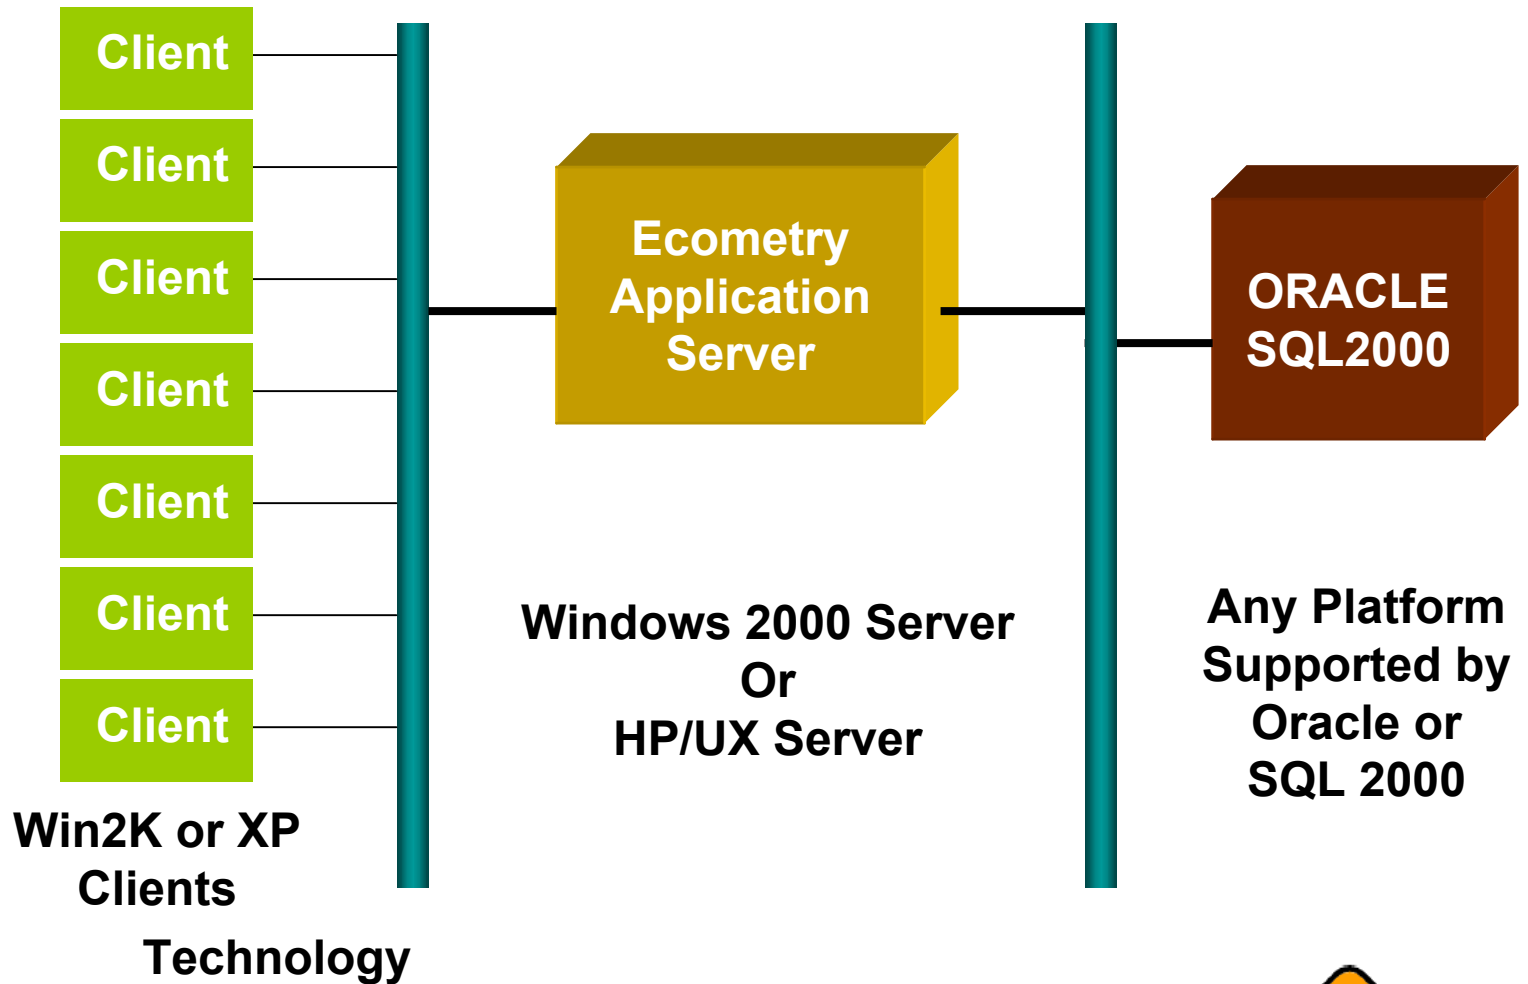 Client
Client
Client
Client
Client
Client
Client
Win2K or XP
Clients
Technology
Ecometry
Application
Server
Windows 2000 Server
Or
HP/UX Server
ORACLE
SQL2000
Any Platform
Supported by
Oracle or
SQL 2000